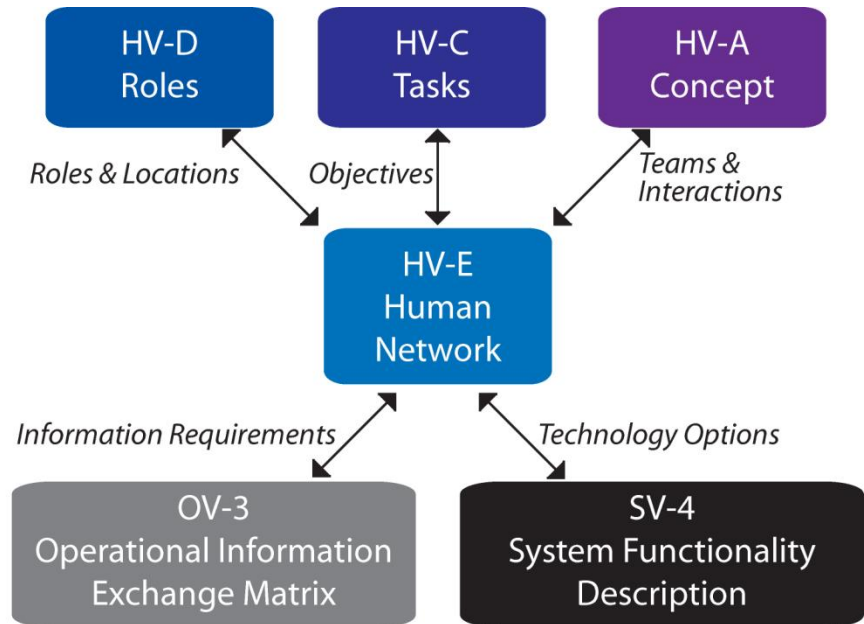 HV-D
Roles
HV-C
Tasks
HV-A
Concept
Roles & Locations
Objectives
Teams &
Interactions
HV-E
Human
Network
Information Requirements
Technology Options
OV-3
Operational Information
Exchange Matrix
SV-4
System Functionality
Description